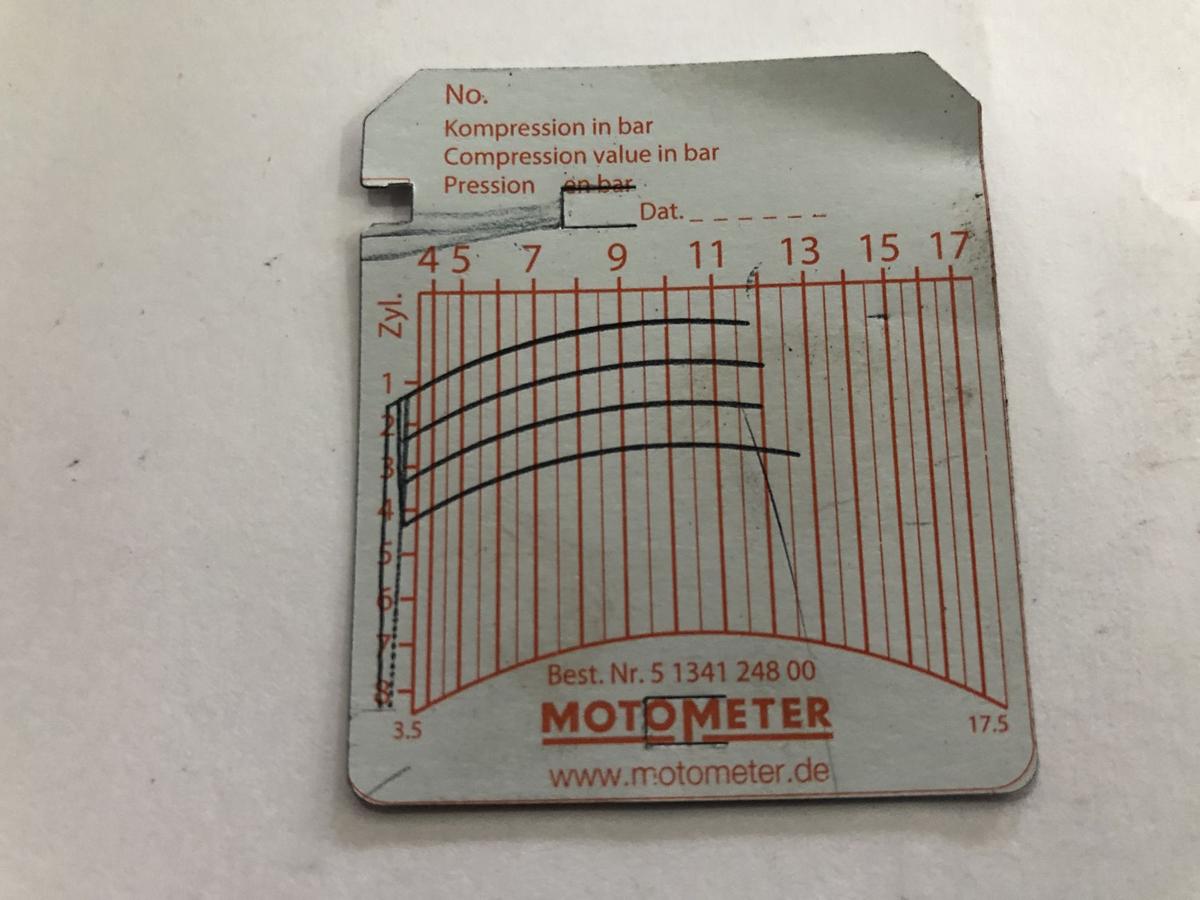 No.
Kompression in bar
Compression value in bar
Pression en bar
Dat. _ _ _ _ _ _
4 5 7 9 11 13 15 17
Zyl.
1
2
3
4
5
6
7
8
Best. Nr. 5 1341 248 00
3.5 MOTOMETER 17.5
www.motometer.de